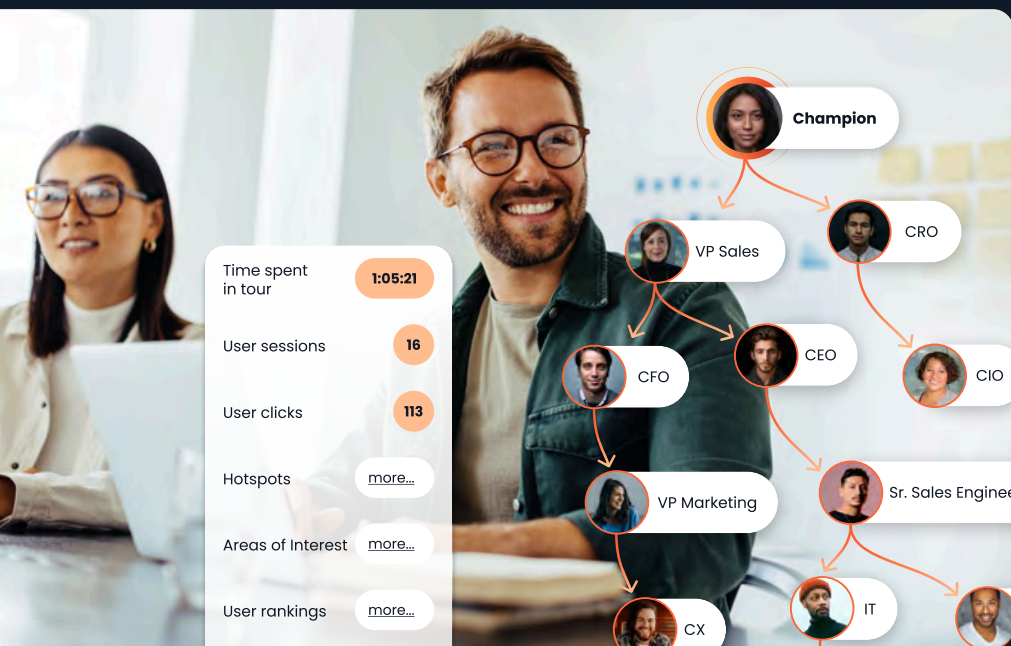 Champion
VP Sales
CRO
Time spent
in tour
1:05:21
User sessions
16
CEO
CFO
CIO
User clicks
113
Hotspots
more...
VP Marketing
Areas of Interest
more...
User rankings
more...
IT
CX